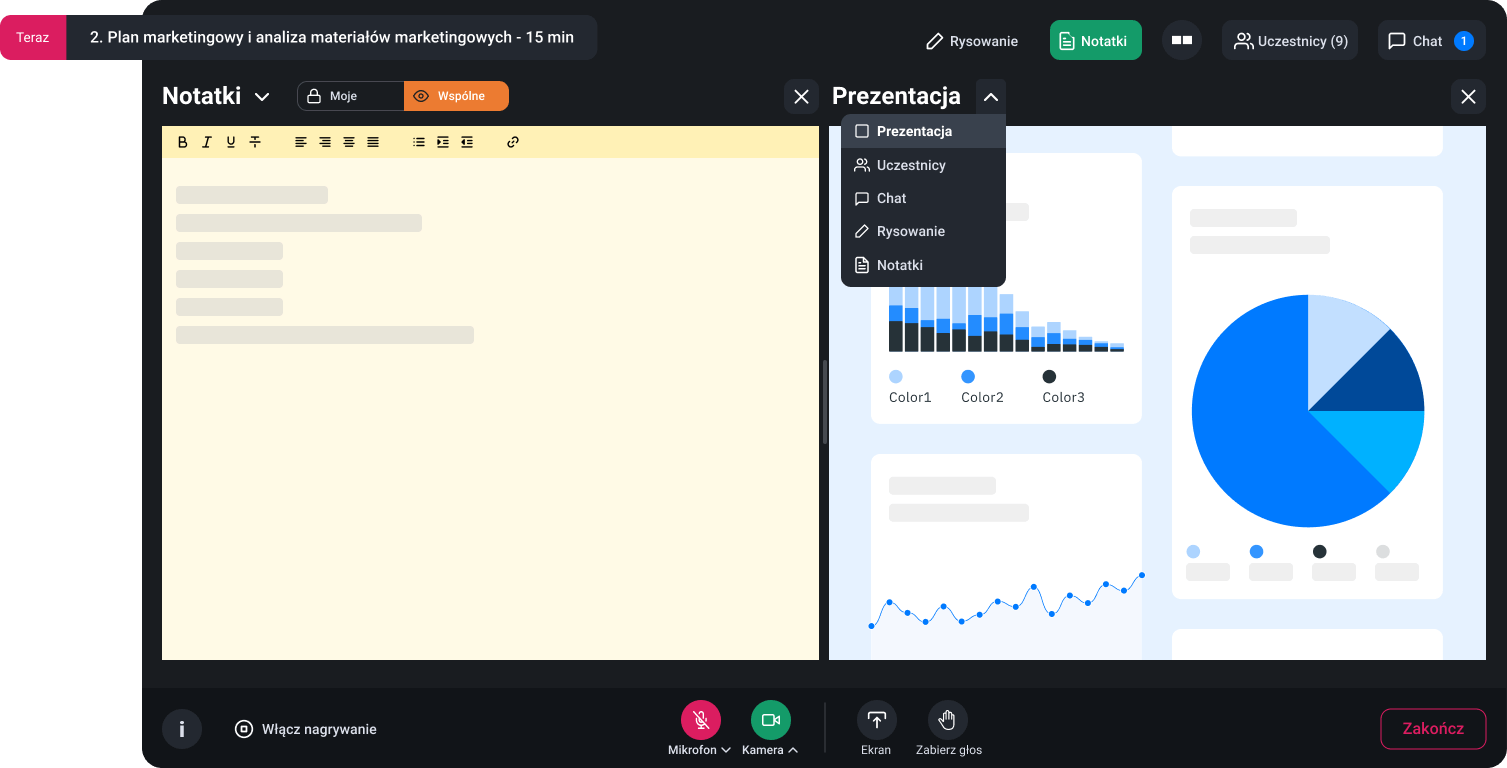 Teraz
2. Plan marketingowy i analiza materiałów marketingowych - 15 min
Rysowanie
Notatki
Uczestnicy (9)
Chat
1
Notatki
Moje
Wspólne
Prezentacja
Prezentacja
Uczestnicy
Chat
Rysowanie
Notatki
Color1
Color2
Color3
Włącz nagrywanie
Mikrofon
Kamera
Ekran
Zabierz głos
Zakończ